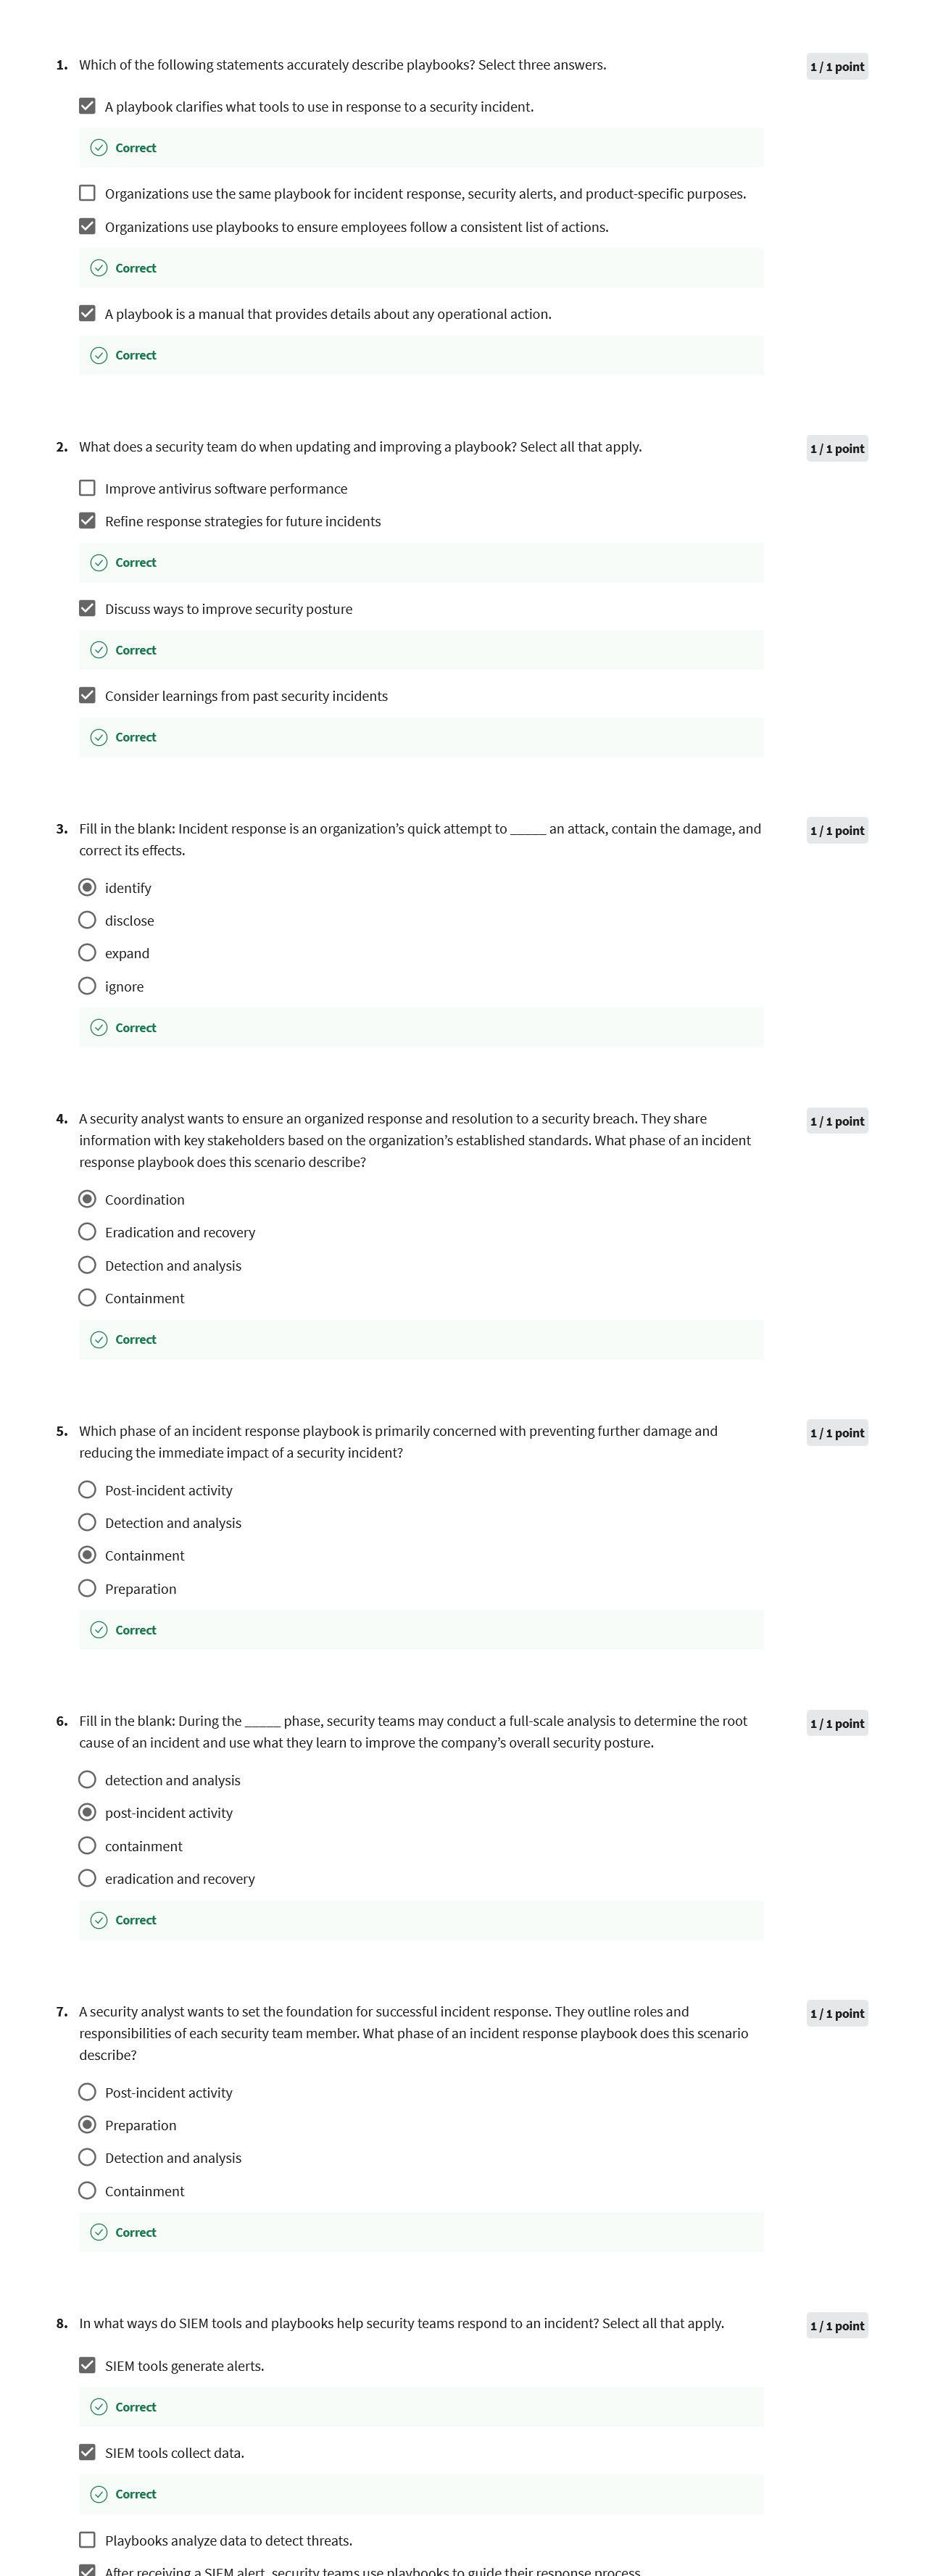 1. Which of the following statements accurately describe playbooks? Select three answers.
1 / 1 point
A playbook clarifies what tools to use in response to a security incident.
Correct
Organizations use the same playbook for incident response, security alerts, and product-specific purposes.
Organizations use playbooks to ensure employees follow a consistent list of actions.
Correct
A playbook is a manual that provides details about any operational action.
Correct
2. What does a security team do when updating and improving a playbook? Select all that apply.
1 / 1 point
Improve antivirus software performance
Refine response strategies for future incidents
Correct
Discuss ways to improve security posture
Correct
Consider learnings from past security incidents
Correct
3. Fill in the blank: Incident response is an organization’s quick attempt to _____ an attack, contain the damage, and
correct its effects.
1 / 1 point
identify
disclose
expand
ignore
Correct
4. A security analyst wants to ensure an organized response and resolution to a security breach. They share
information with key stakeholders based on the organization’s established standards. What phase of an incident
response playbook does this scenario describe?
1 / 1 point
Coordination
Eradication and recovery
Detection and analysis
Containment
Correct
5. Which phase of an incident response playbook is primarily concerned with preventing further damage and
reducing the immediate impact of a security incident?
1 / 1 point
Post-incident activity
Detection and analysis
Containment
Preparation
Correct
6. Fill in the blank: During the _____ phase, security teams may conduct a full-scale analysis to determine the root
cause of an incident and use what they learn to improve the company’s overall security posture.
1 / 1 point
detection and analysis
post-incident activity
containment
eradication and recovery
Correct
7. A security analyst wants to set the foundation for successful incident response. They outline roles and
responsibilities of each security team member. What phase of an incident response playbook does this scenario
describe?
1 / 1 point
Post-incident activity
Preparation
Detection and analysis
Containment
Correct
8. In what ways do SIEM tools and playbooks help security teams respond to an incident? Select all that apply.
1 / 1 point
SIEM tools generate alerts.
Correct
SIEM tools collect data.
Correct
Playbooks analyze data to detect threats.
After receiving a SIEM alert, security teams use playbooks to guide their response process.